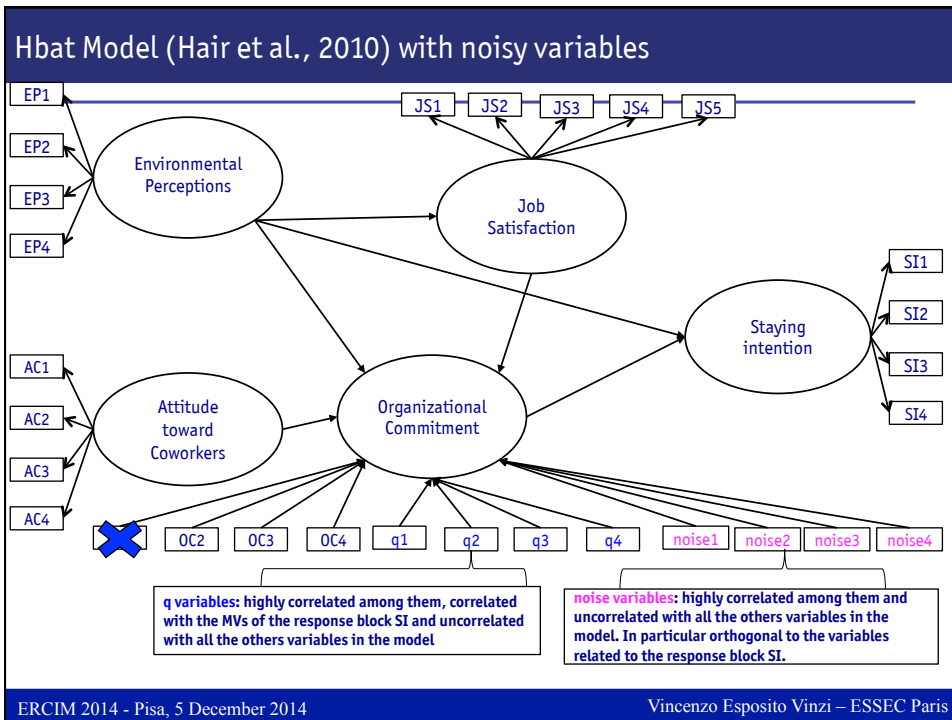 Hbat Model (Hair et al., 2010) with noisy variables
EP1
EP2
EP3
EP4
JS1
JS2
JS3
JS4
JS5
Environmental
Perceptions
Job
Satisfaction
SI1
SI2
SI3
SI4
Staying
intention
AC1
AC2
AC3
AC4
Attitude
toward
Coworkers
Organizational
Commitment
OC2
OC3
OC4
q1
q2
q3
q4
noise1
noise2
noise3
noise4
q variables: highly correlated among them, correlated
with the MVs of the response block SI and uncorrelated
with all the others variables in the model
noise variables: highly correlated among them and
uncorrelated with all the others variables in the
model. In particular orthogonal to the variables
related to the response block SI.
ERCIM 2014 - Pisa, 5 December 2014
Vincenzo Esposito Vinzi – ESSEC Paris